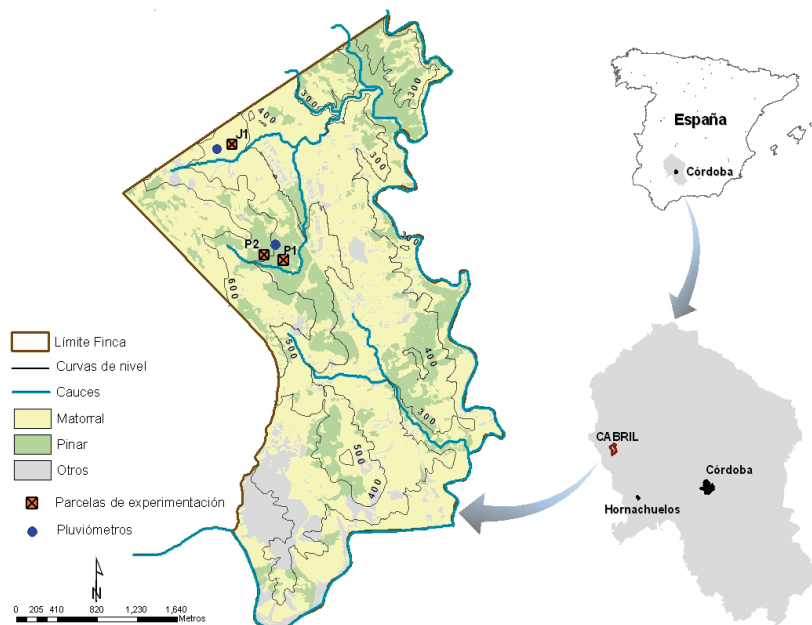 300
400
300
J1
300
300
P2
P1
600
500
400
300
500
400
Límite Finca
Curvas de nivel
Cauces
Matorral
Pinar
Otros
Parcelas de experimentación
Pluviómetros
N
0 205 410 820 1,230 1,640
Metros
España
Córdoba
CABRIL
Córdoba
Hornachuelos